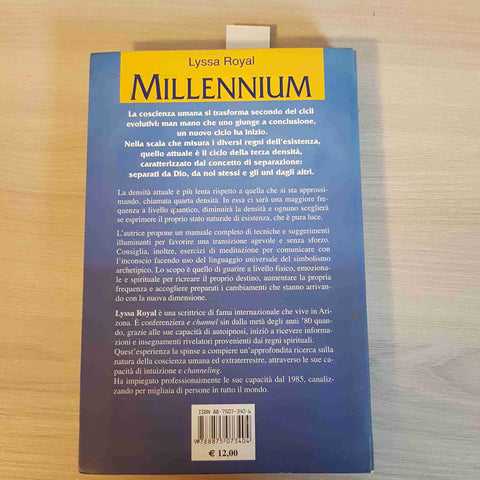 Lyssa Royal
MILLENNIUM
La coscienza umana si trasforma secondo dei cicli
evolutivi: man mano che uno giunge a conclusione,
un nuovo ciclo ha inizio.
Nella scala che misura i diversi regni dell'esistenza,
quello attuale è il ciclo della terza densità,
caratterizzato dal concetto di separazione:
separati da Dio, da noi stessi e gli uni dagli altri.
La densità attuale è più lenta rispetto a quella che si sta approssi-
mando, chiamata quarta densità. In essa ci sarà una maggiore fre-
quenza a livello quantico, diminuirà la densità e ognuno sceglierà
se esprimere il proprio stato naturale di esistenza, che è pura luce.
L'autrice propone un manuale completo di tecniche e suggerimenti
illuminanti per favorire una transizione agevole e senza sforzo.
Consiglia, inoltre, esercizi di meditazione per comunicare con
l'inconscio facendo uso del linguaggio universale del simbolismo
archetipico. Lo scopo è quello di guarire a livello fisico, emoziona-
le e spirituale per ricreare il proprio destino, aumentare la propria
frequenza e accogliere preparati i cambiamenti che stanno arrivan-
do con la nuova dimensione.
Lyssa Royal è una scrittrice di fama internazionale che vive in Ari-
zona. È conferenziera e channel sin dalla metà degli anni '80 quan-
do, grazie alle sue capacità di autoipnosi, iniziò a ricevere informa-
zioni e insegnamenti rivelatori provenienti dai regni spirituali.
Quest'esperienza la spinse a compiere un'approfondita ricerca sulla
natura della coscienza umana ed extraterrestre, attraverso le sue ca-
pacità di intuizione e channeling.
Ha impiegato professionalmente le sue capacità dal 1985, canaliz-
zando per migliaia di persone in tutto il mondo.
ISBN 88-7507-340-6
9788875073404
€ 12,00